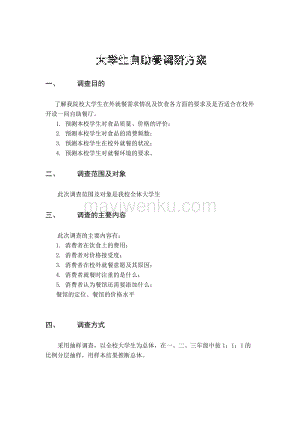 大学生自助餐调研方案
一、 调查目的
了解我院校大学生在外就餐需求情况及饮食各方面的要求及是否适合在校外
开设一间自助餐厅。
1. 预测本校学生对食品质量、价格的评价；
2. 预测本校学生对食品的消费频数；
3. 预测本校学生在校外就餐的状况；
4. 预测本校学生对就餐环境的要求。
二、 调查范围及对象
此次调查范围及对象是我校全体大学生
三、 调查的主要内容
此次调查的主要内容有：
1. 消费者在饮食上的费用；
2. 消费者对价格接受度；
3. 消费者在校外就餐意愿及其原因；
4. 消费者就餐时注重的是什么；
5. 消费者认为餐馆还需要添加什么；
餐馆的定位、餐馆的价格水平
mayiwenku.com
四、 调查方式
采用抽样调查，以全校大学生为总体，在一、二、三年级中按1：1：1的
比例分层抽样，用样本结果推断总体。